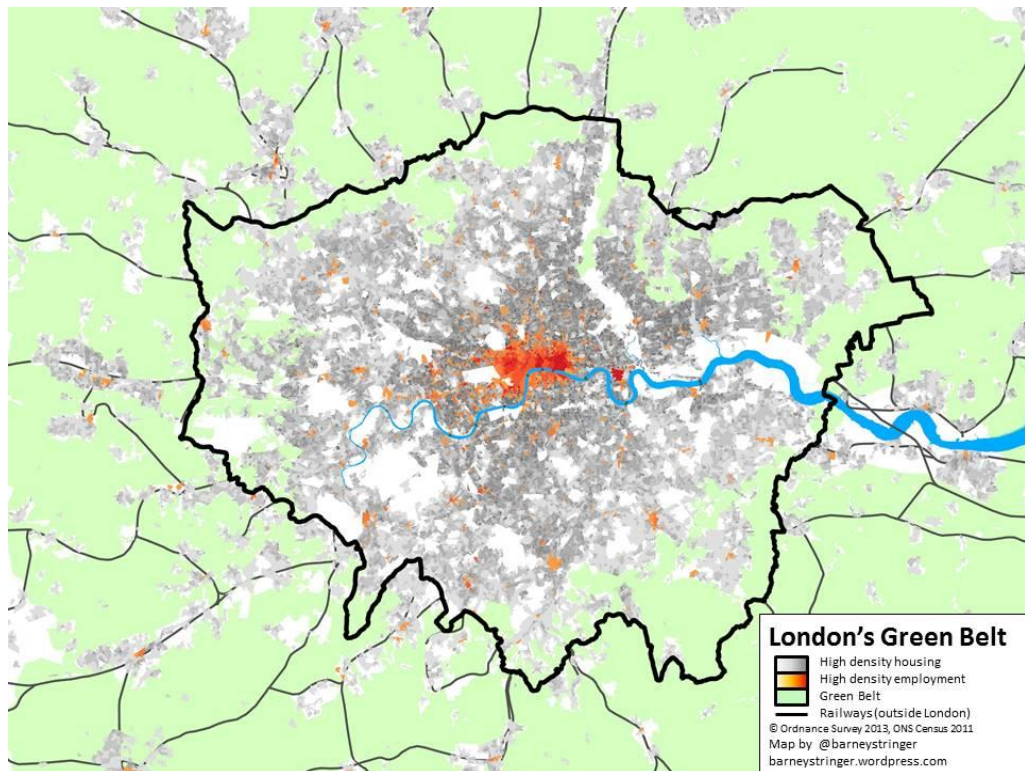 London's Green Belt
High density housing
High density employment
Green Belt
Railways (outside London)
© Ordnance Survey 2013, ONS Census 2011
Map by @barneystringer
barneystringer.wordpress.com